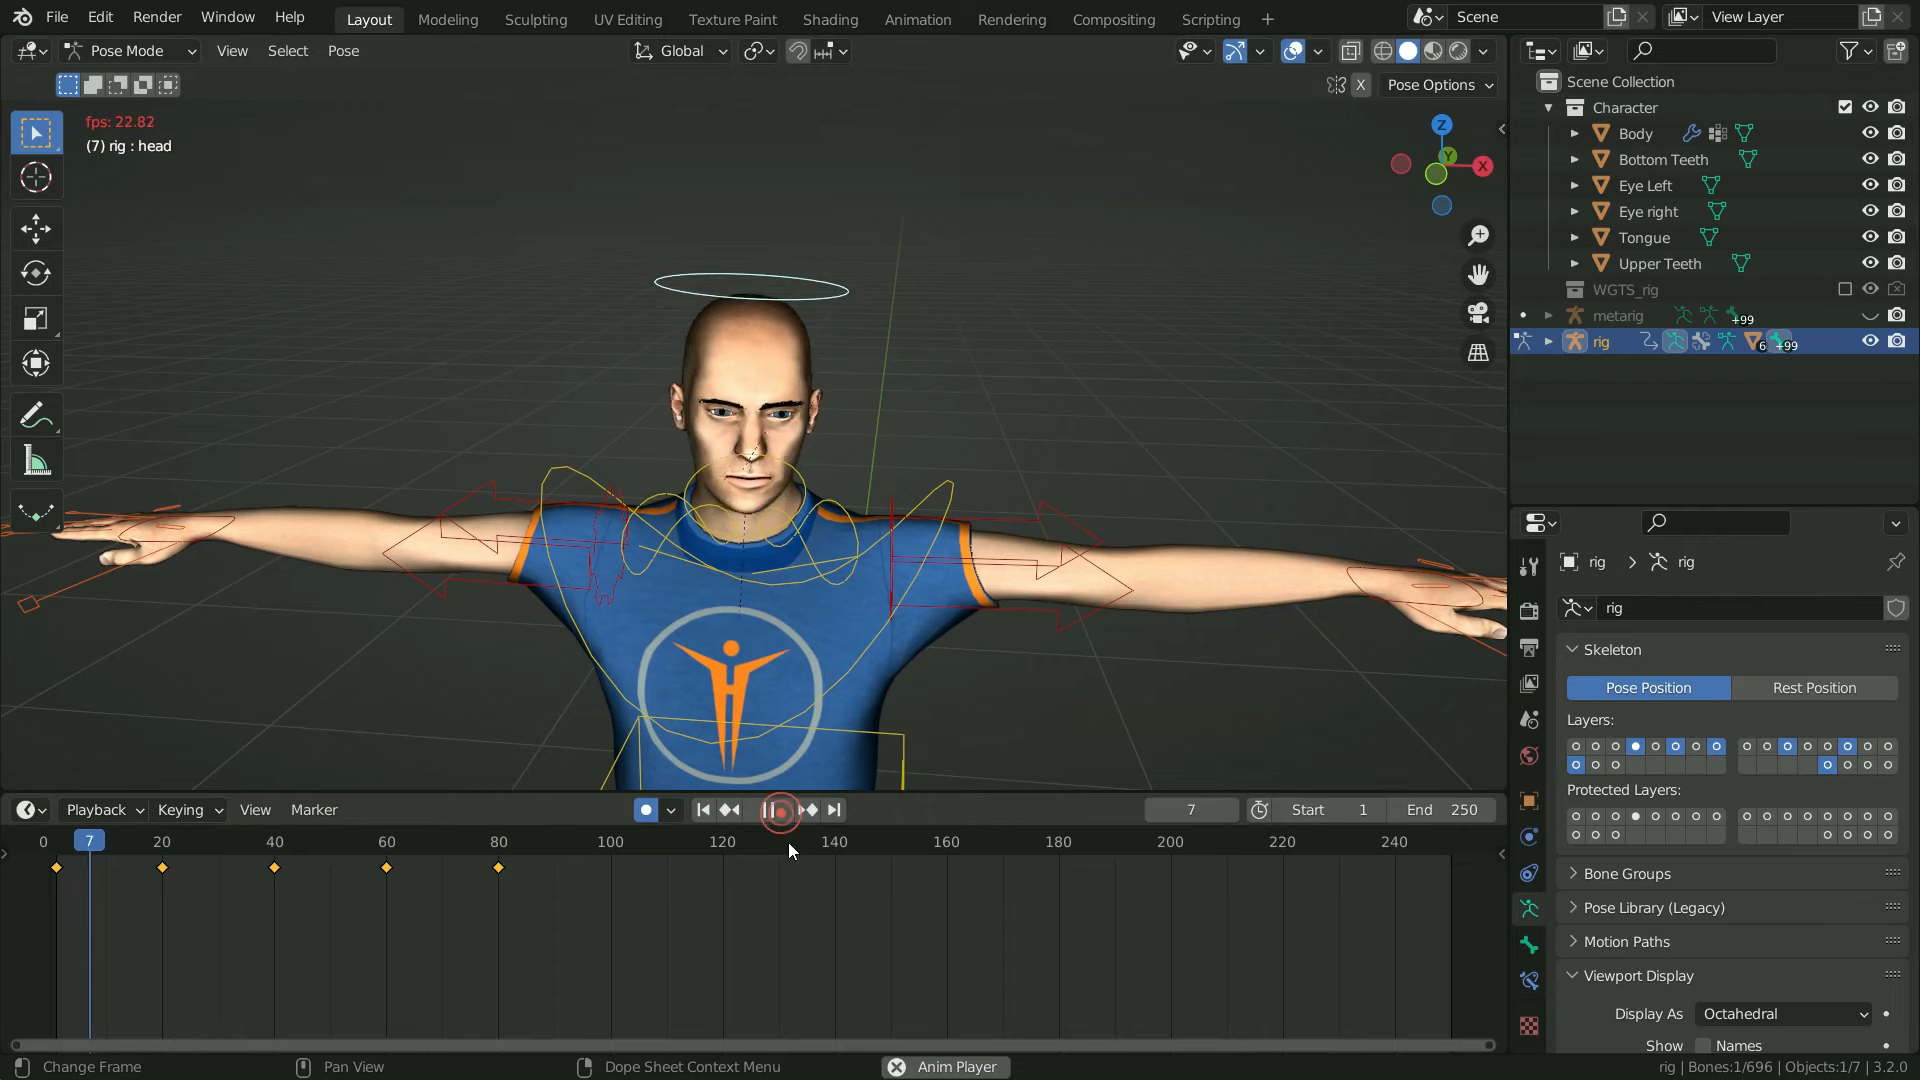 File Edit Render Window Help Layout Modeling Sculpting UV Editing Texture Paint Shading Animation Rendering Compositing Scripting + Scene View Layer
Pose Mode View Select Pose Global
X Pose Options
Scene Collection
Character
fps: 22.82
(7) rig : head
Z
Y
X
Body
Bottom Teeth
Eye Left
Eye right
Tongue
Upper Teeth
WGTS_rig
metarig +99
rig 6 +99
rig > rig
rig
Skeleton
Pose Position Rest Position
Layers:
Protected Layers:
Bone Groups
Pose Library (Legacy)
Motion Paths
Viewport Display
Display As Octahedral
Show Names
Playback Keying View Marker 7 Start 1 End 250
0 7 20 40 60 80 100 120 140 160 180 200 220 240
Change Frame Pan View Dope Sheet Context Menu Anim Player rig | Bones:1/696 | Objects:1/7 | 3.2.0